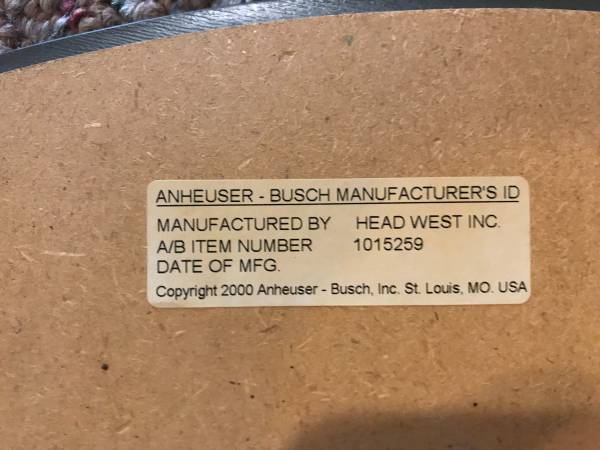 ANHEUSER - BUSCH MANUFACTURER'S ID
MANUFACTURED BY HEAD WEST INC.
A/B ITEM NUMBER 1015259
DATE OF MFG.
Copyright 2000 Anheuser - Busch, Inc. St. Louis, MO. USA